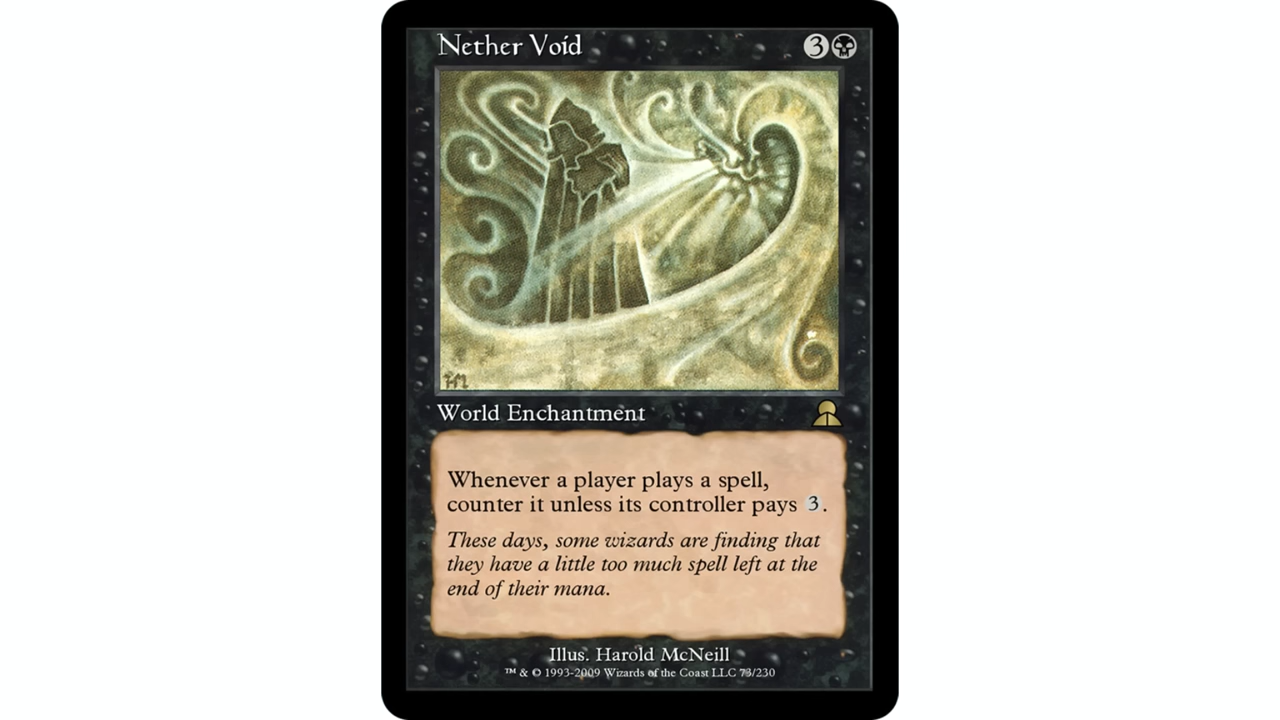 Nether Void 3
HM
World Enchantment
Whenever a player plays a spell,
counter it unless its controller pays 3.
These days, some wizards are finding that
they have a little too much spell left at the
end of their mana.
Illus. Harold McNeill
™ & © 1993-2009 Wizards of the Coast LLC 73/230